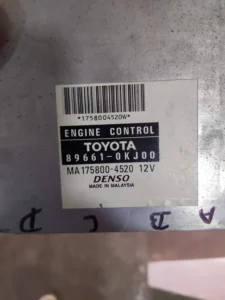 *1758004520W*
ENGINE CONTROL
TOYOTA
89661-0KJ00
MA175800-4520 12V
DENSO
MADE IN MALAYSIA
A B C D